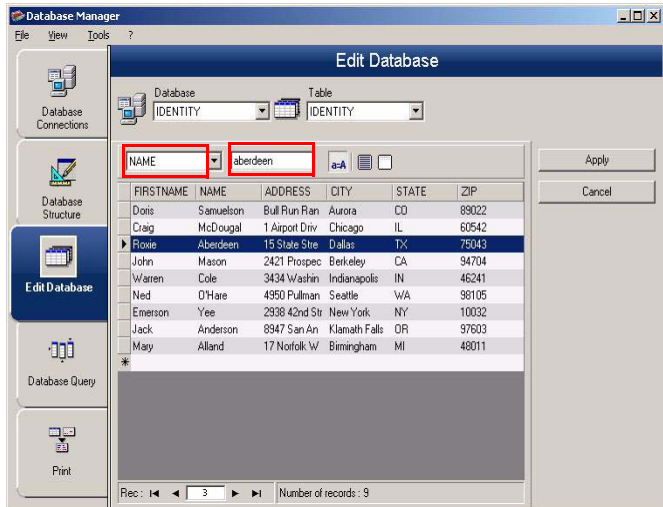 Database Manager
File View Tools ?
Edit Database
Database Connections
Database Structure
Edit Database
Database Query
Print
Database Table
IDENTITY IDENTITY
NAME aberdeen a:A
Apply
Cancel
FIRSTNAME NAME ADDRESS CITY STATE ZIP
Doris Samuelson Bull Run Ran Aurora CO 89022
Craig McDougal 1 Airport Driv Chicago IL 60542
Roxie Aberdeen 15 State Stre Dallas TX 75043
John Mason 2421 Prospec Berkeley CA 94704
Warren Cole 3434 Washin Indianapolis IN 46241
Ned O'Hare 4950 Pullman Seattle WA 98105
Emerson Yee 2938 42nd Str New York NY 10032
Jack Anderson 8947 San An Klamath Falls OR 97603
Mary Alland 17 Norfolk W Birmingham MI 48011
Rec: 3 Number of records : 9